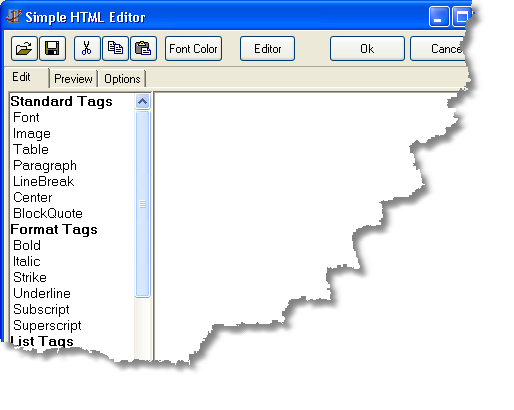 Simple HTML Editor
Font Color Editor Ok Cance
Edit Preview Options
Standard Tags
Font
Image
Table
Paragraph
LineBreak
Center
BlockQuote
Format Tags
Bold
Italic
Strike
Underline
Subscript
Superscript
List Tags